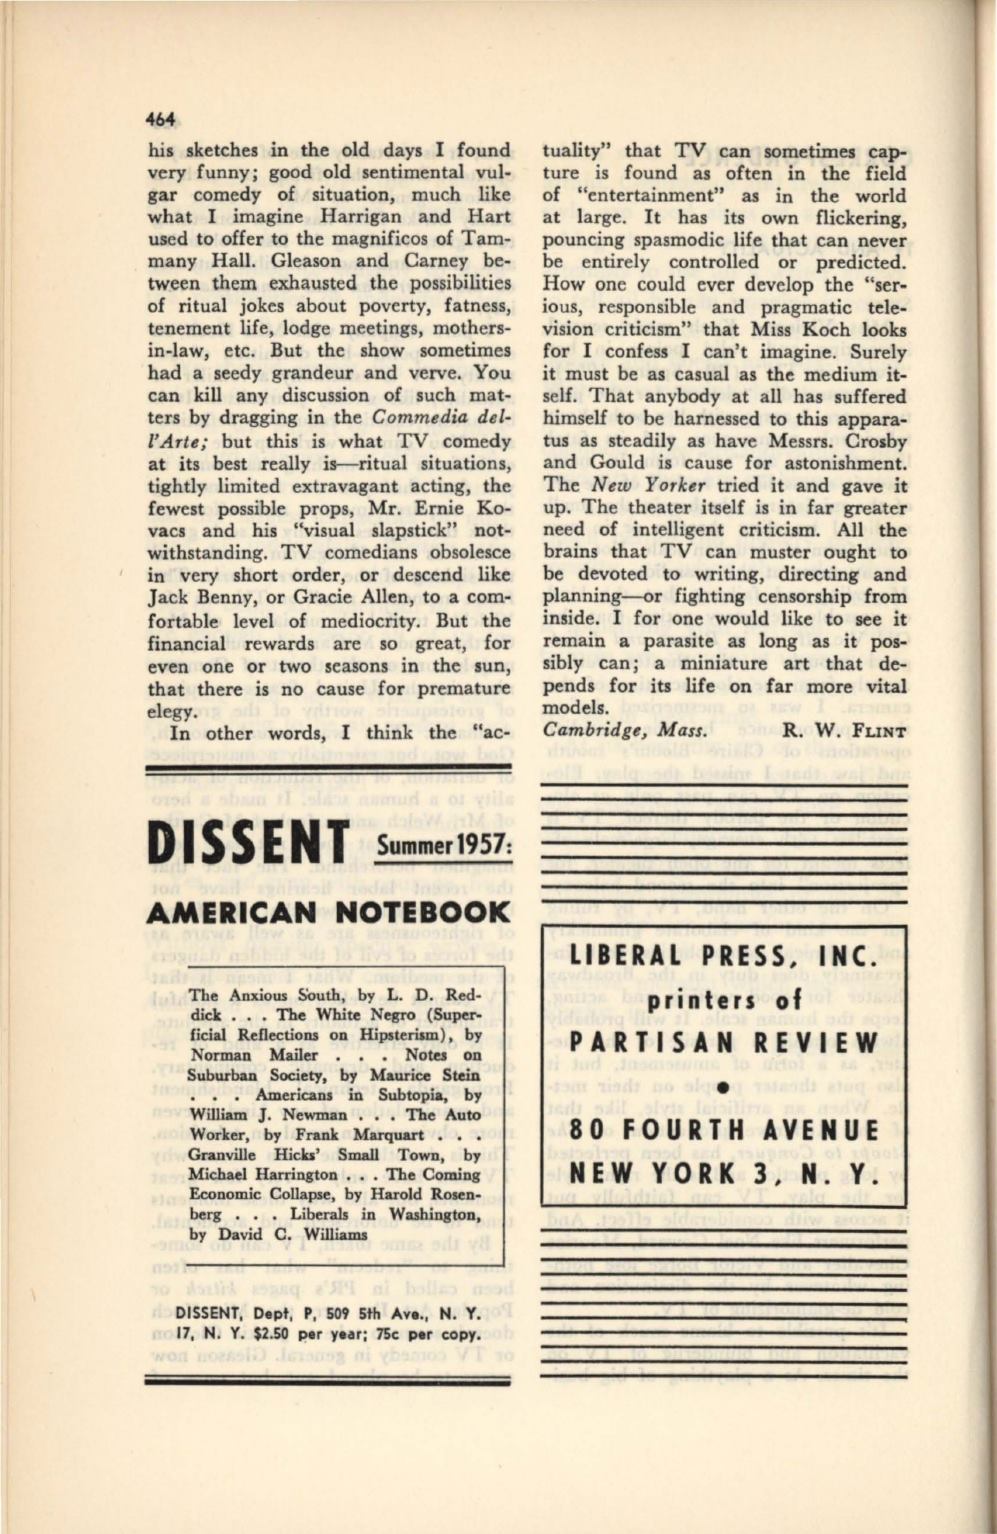 464
his sketches in the old days I found
very funny; good old sentimental vul-
gar comedy of situation, much like
what I imagine Harrigan and Hart
used to offer to the magnificos of Tam-
many Hall. Gleason and Carney be-
tween them exhausted the possibilities
of ritual jokes about poverty, fatness,
tenement life, lodge meetings, mothers-
in-law, etc. But the show sometimes
had a seedy grandeur and verve. You
can kill any discussion of such mat-
ters by dragging in the Commedia del-
l'Arte; but this is what TV comedy
at its best really is—ritual situations,
tightly limited extravagant acting, the
fewest possible props, Mr. Ernie Ko-
vacs and his "visual slapstick" not-
withstanding. TV comedians obsolesce
in very short order, or descend like
Jack Benny, or Gracie Allen, to a com-
fortable level of mediocrity. But the
financial rewards are so great, for
even one or two seasons in the sun,
that there is no cause for premature
elegy.
In other words, I think the "ac-
tuality" that TV can sometimes cap-
ture is found as often in the field
of "entertainment" as in the world
at large. It has its own flickering,
pouncing spasmodic life that can never
be entirely controlled or predicted.
How one could ever develop the "ser-
ious, responsible and pragmatic tele-
vision criticism" that Miss Koch looks
for I confess I can't imagine. Surely
it must be as casual as the medium it-
self. That anybody at all has suffered
himself to be harnessed to this appara-
tus as steadily as have Messrs. Crosby
and Gould is cause for astonishment.
The New Yorker tried it and gave it
up. The theater itself is in far greater
need of intelligent criticism. All the
brains that TV can muster ought to
be devoted to writing, directing and
planning—or fighting censorship from
inside. I for one would like to see it
remain a parasite as long as it pos-
sibly can; a miniature art that de-
pends for its life on far more vital
models.
Cambridge, Mass. R. W. FLINT
DISSENT Summer 1957:
AMERICAN NOTEBOOK
The Anxious South, by L. D. Red-
dick . . . The White Negro (Super-
ficial Reflections on Hipsterism), by
Norman Mailer . . . Notes on
Suburban Society, by Maurice Stein
. . . Americans in Subtopia, by
William J. Newman . . . The Auto
Worker, by Frank Marquart . . .
Granville Hicks' Small Town, by
Michael Harrington . . . The Coming
Economic Collapse, by Harold Rosen-
berg . . . Liberals in Washington,
by David C. Williams
DISSENT, Dept, P, 509 5th Ave., N. Y.
17, N. Y. $2.50 per year; 75c per copy.
LIBERAL PRESS, INC.
printers of
PARTISAN REVIEW
•
80 FOURTH AVENUE
NEW YORK 3, N. Y.